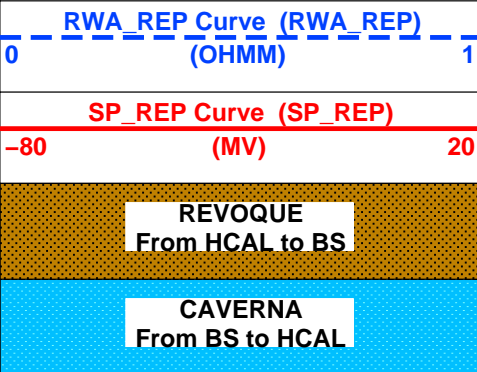 RWA_REP Curve (RWA_REP)
0 (OHMM) 1
SP_REP Curve (SP_REP)
−80 (MV) 20
REVOQUE
From HCAL to BS
CAVERNA
From BS to HCAL